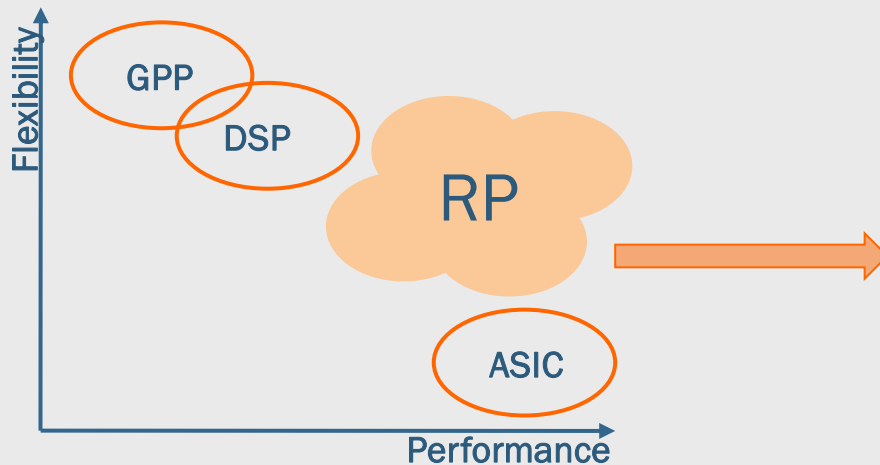 Flexibility
GPP
DSP
RP
ASIC
Performance